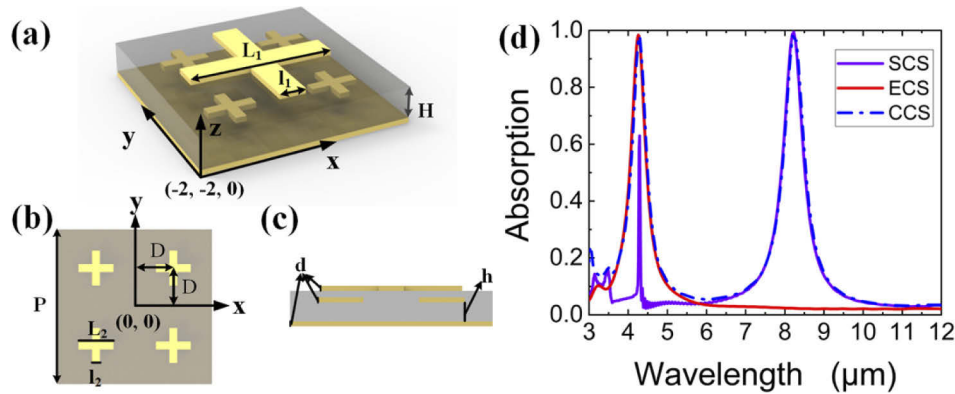 (a)
L1
l1
H
y
z
x
(-2, -2, 0)
(b)
y
D
D
P
x
(0, 0)
L2
l2
(c)
d
h
(d)
1.0
0.8
0.6
0.4
0.2
0.0
Absorption
SCS
ECS
CCS
3 4 5 6 7 8 9 10 11 12
Wavelength (μm)